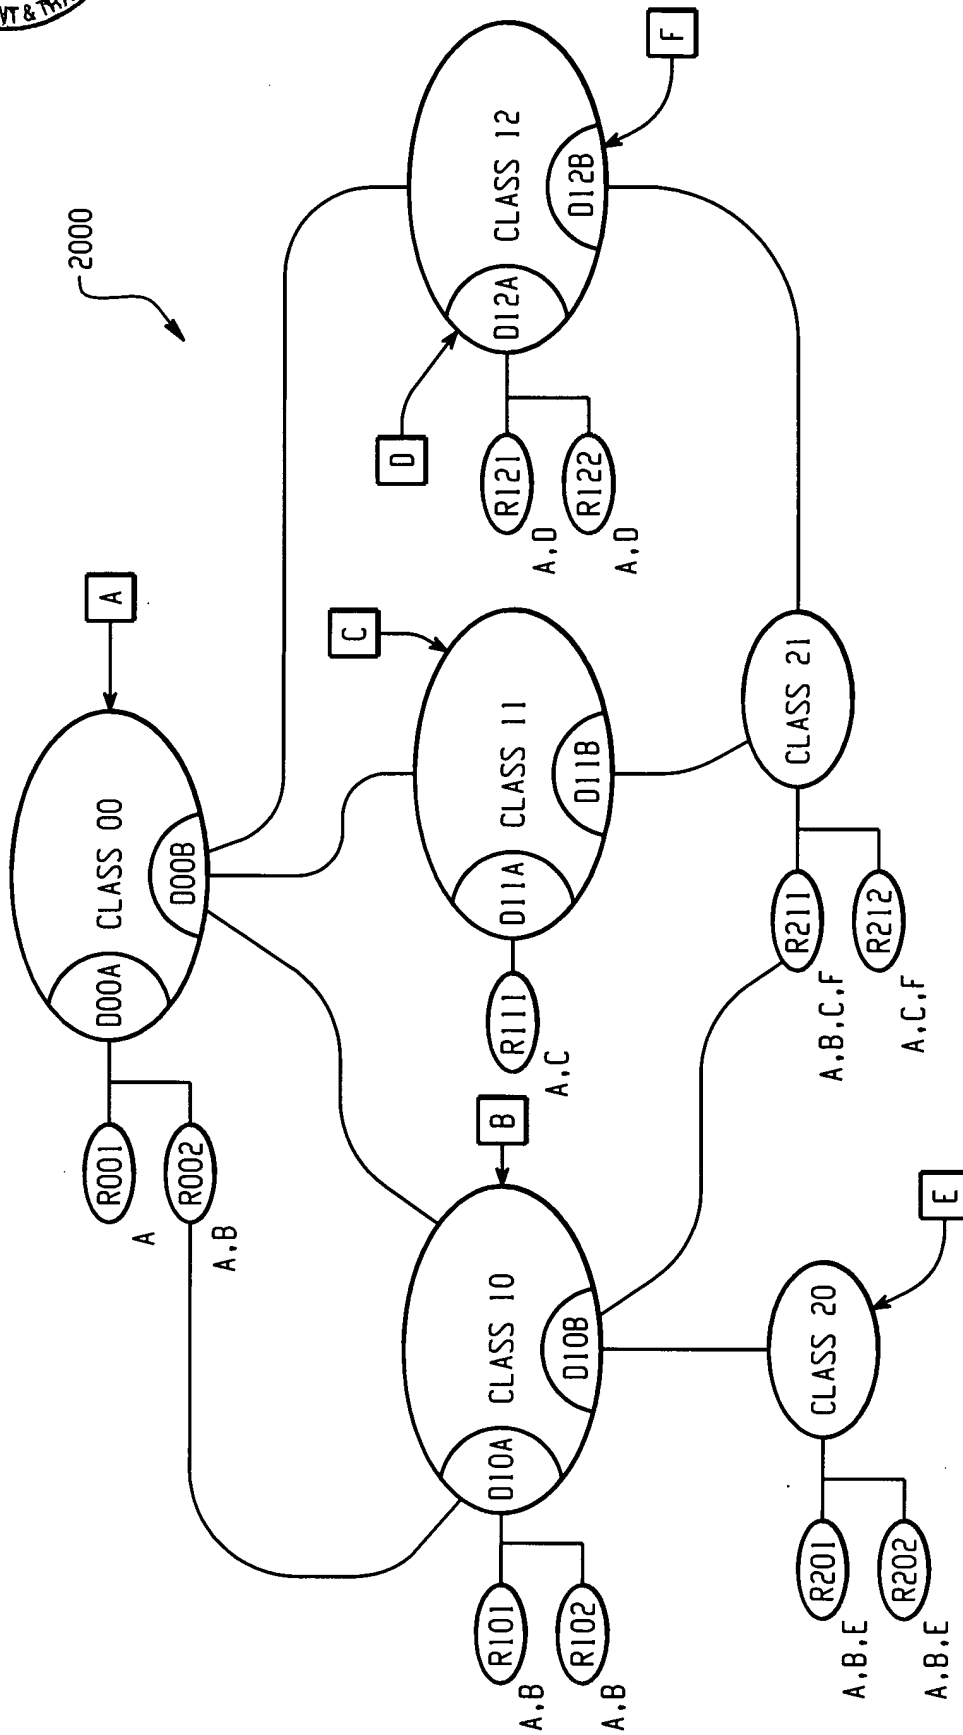 2000
A
CLASS 00
D00A
D00B
R001
A
R002
A,B
B
CLASS 10
D10A
D10B
R101
A,B
R102
A,B
C
CLASS 11
D11A
D11B
R111
A,C
D
F
CLASS 12
D12A
D12B
R121
A,D
R122
A,D
E
CLASS 20
R201
A,B,E
R202
A,B,E
CLASS 21
R211
A,B,C,F
R212
A,C,F